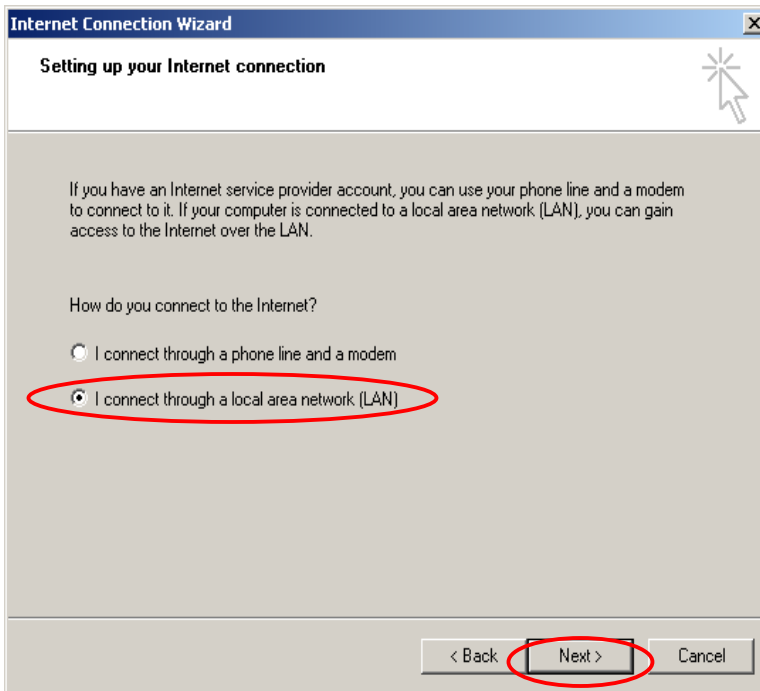 Internet Connection Wizard
Setting up your Internet connection
If you have an Internet service provider account, you can use your phone line and a modem
to connect to it. If your computer is connected to a local area network (LAN), you can gain
access to the Internet over the LAN.
How do you connect to the Internet?
I connect through a phone line and a modem
I connect through a local area network (LAN)
< Back Next > Cancel